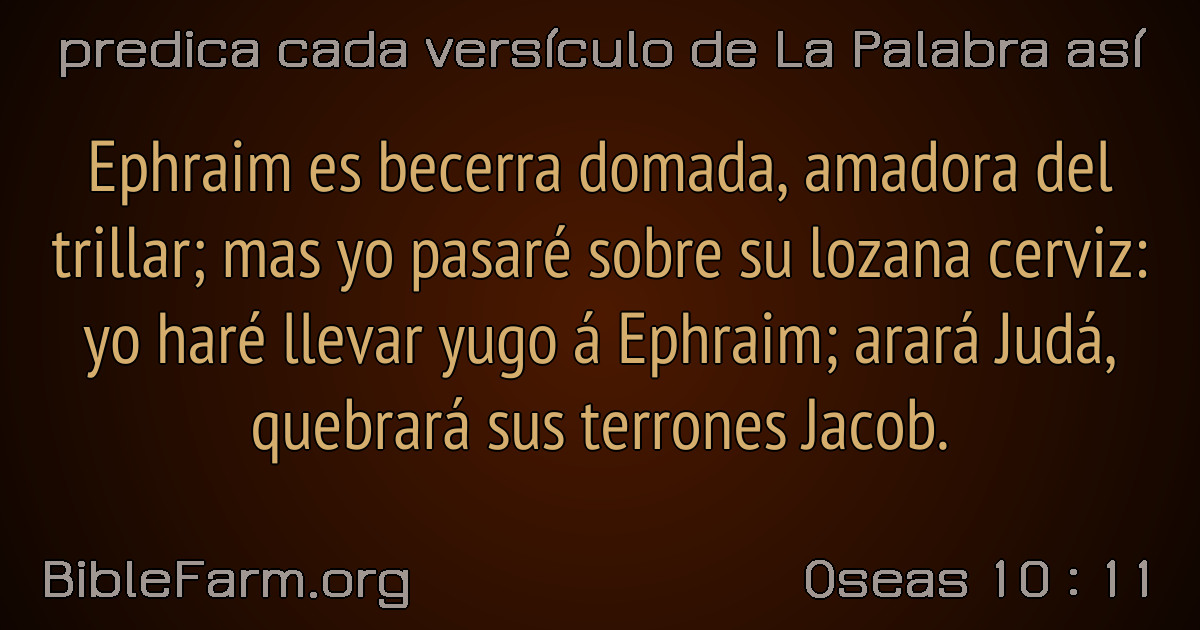 predica cada versículo de La Palabra así
Ephraim es becerra domada, amadora del
trillar; mas yo pasaré sobre su lozana cerviz:
yo haré llevar yugo á Ephraim; arará Judá,
quebrará sus terrones Jacob.
BibleFarm.org
Oseas 10 : 11